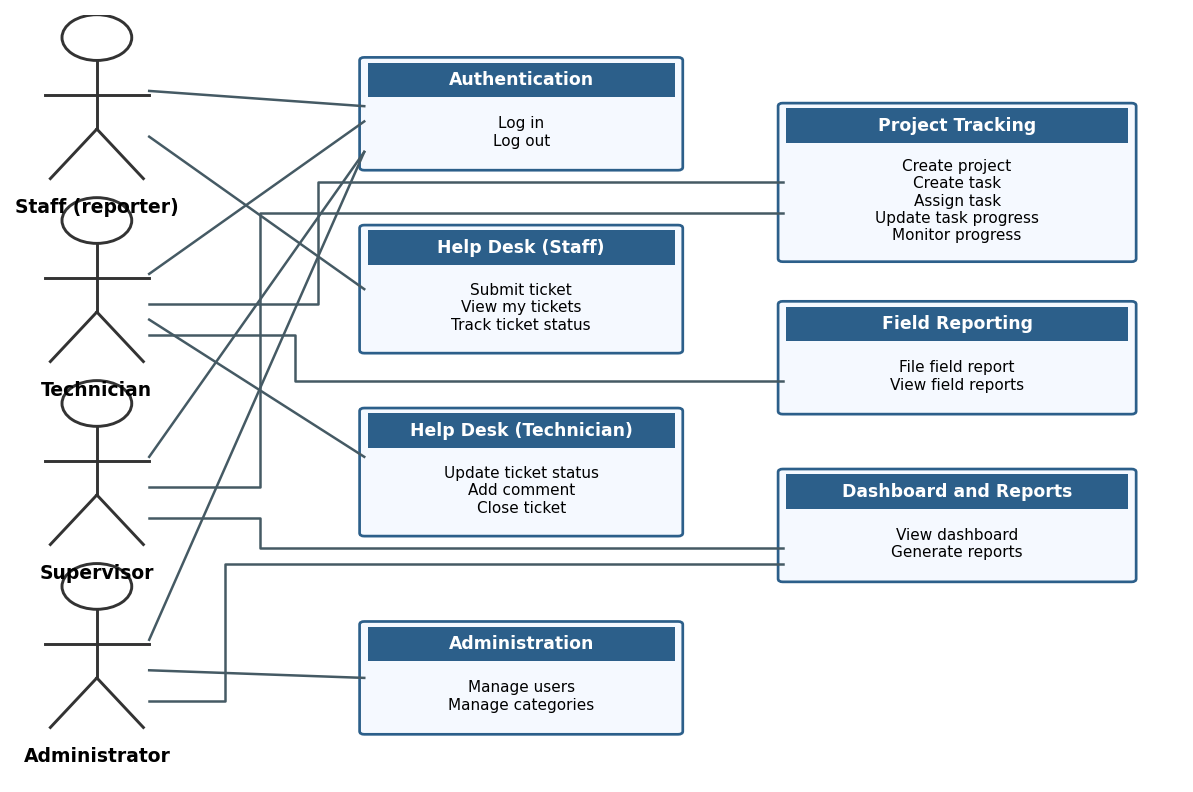 Staff (reporter)
Technician
Supervisor
Administrator
Authentication
Log in
Log out
Help Desk (Staff)
Submit ticket
View my tickets
Track ticket status
Help Desk (Technician)
Update ticket status
Add comment
Close ticket
Administration
Manage users
Manage categories
Project Tracking
Create project
Create task
Assign task
Update task progress
Monitor progress
Field Reporting
File field report
View field reports
Dashboard and Reports
View dashboard
Generate reports